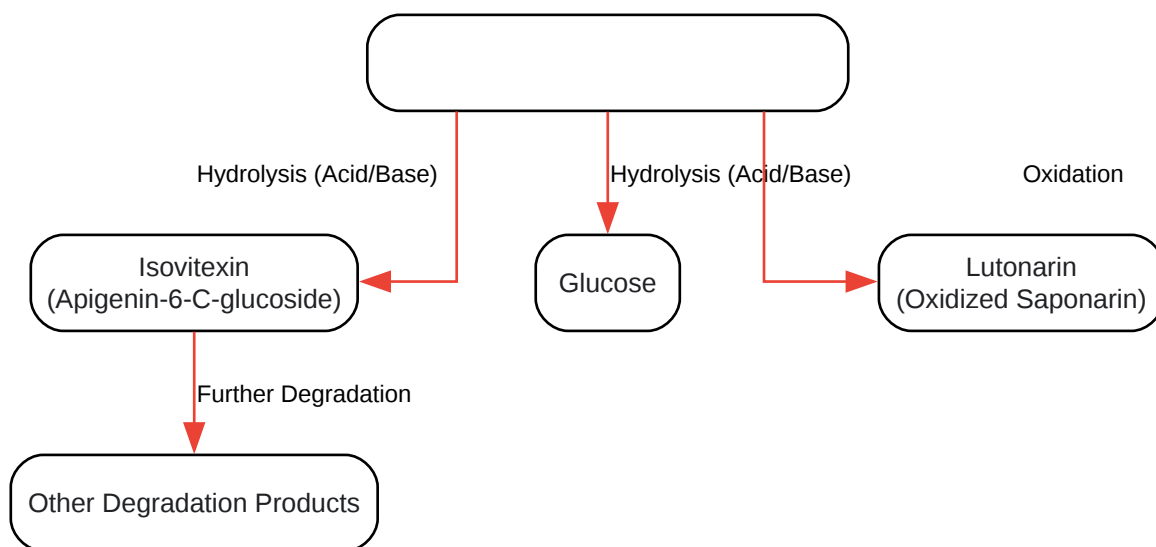 Hydrolysis (Acid/Base)
Hydrolysis (Acid/Base)
Oxidation
Isovitexin
(Apigenin-6-C-glucoside)
Glucose
Lutonarin
(Oxidized Saponarin)
Further Degradation
Other Degradation Products